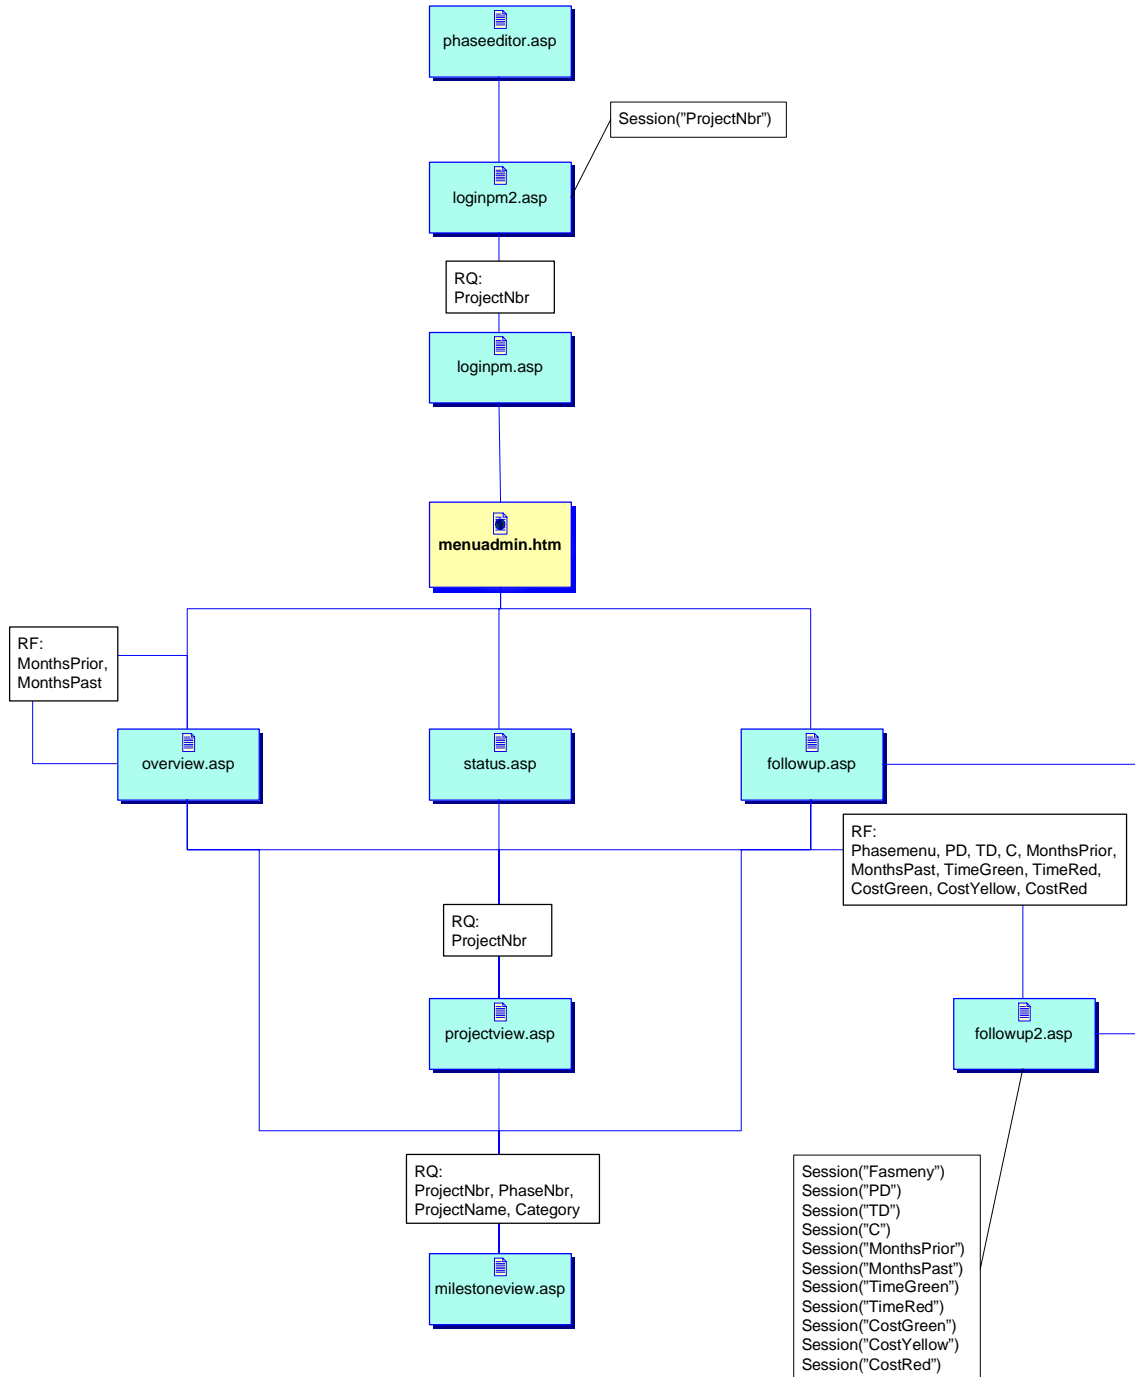 phaseeditor.asp
Session(”ProjectNbr”)
loginpm2.asp
RQ:
ProjectNbr
loginpm.asp
menuadmin.htm
RF:
MonthsPrior,
MonthsPast
overview.asp
status.asp
followup.asp
RF:
Phasemenu, PD, TD, C, MonthsPrior,
MonthsPast, TimeGreen, TimeRed,
CostGreen, CostYellow, CostRed
RQ:
ProjectNbr
projectview.asp
followup2.asp
RQ:
ProjectNbr, PhaseNbr,
ProjectName, Category
milestoneview.asp
Session(”Fasmeny”)
Session(”PD”)
Session(”TD”)
Session(”C”)
Session(”MonthsPrior”)
Session(”MonthsPast”)
Session(”TimeGreen”)
Session(”TimeRed”)
Session(”CostGreen”)
Session(”CostYellow”)
Session(”CostRed”)